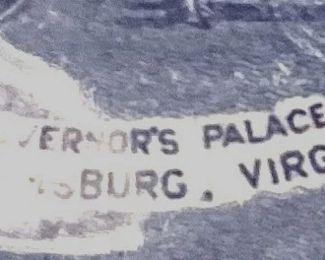 VERNOR'S PALACE
SBURG, VIRG